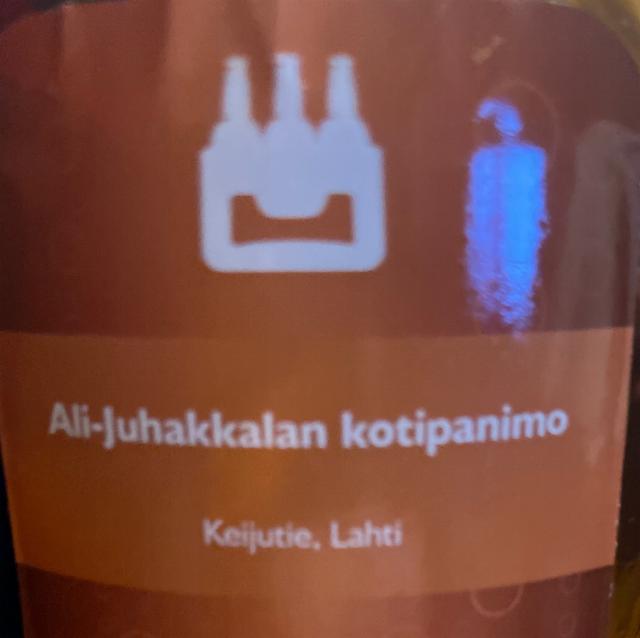 Ali-Juhakkalan kotipanimo
Keijutie, Lahti